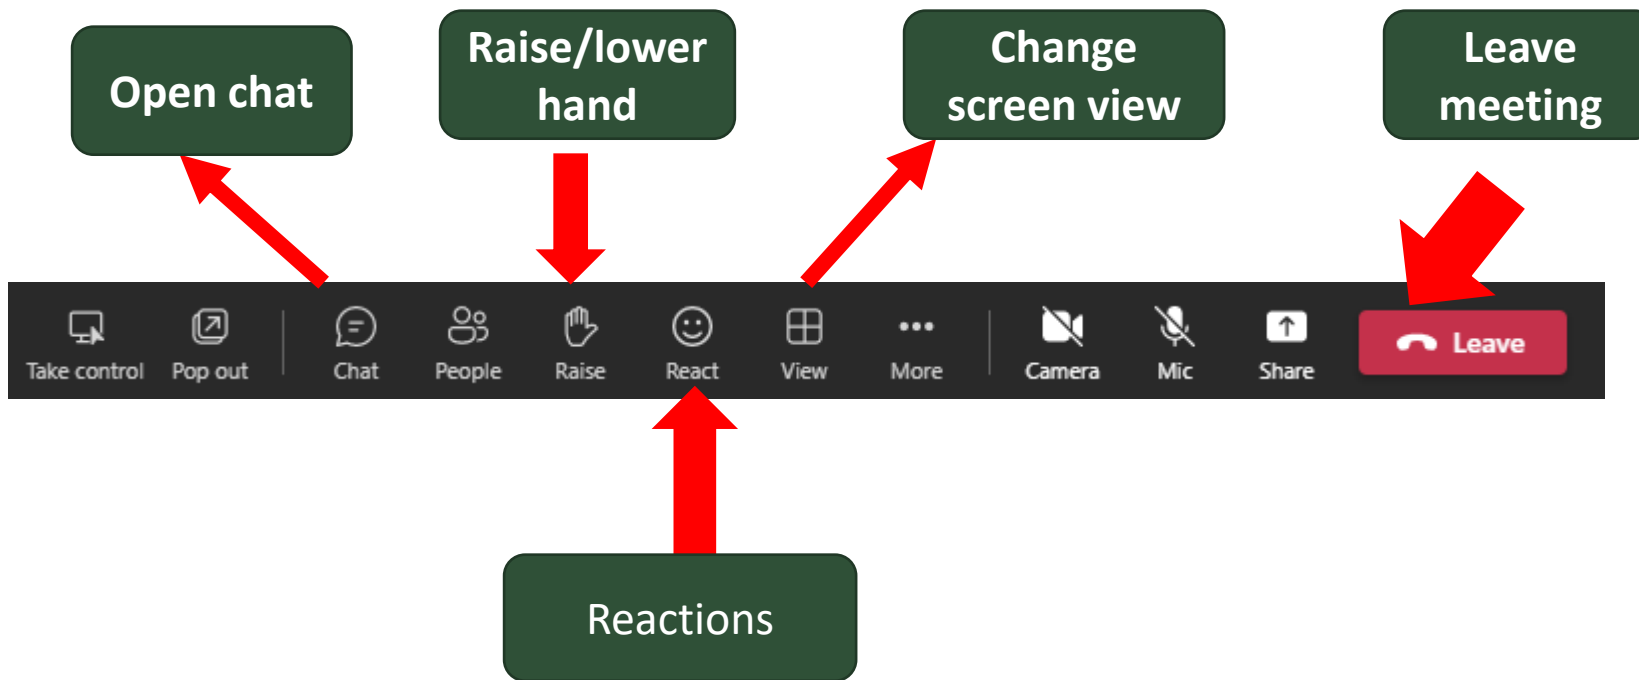 Open chat
Raise/lower
hand
Change
screen view
Leave
meeting
Take control
Pop out
Chat
People
Raise
React
View
More
Camera
Mic
Share
Leave
Reactions